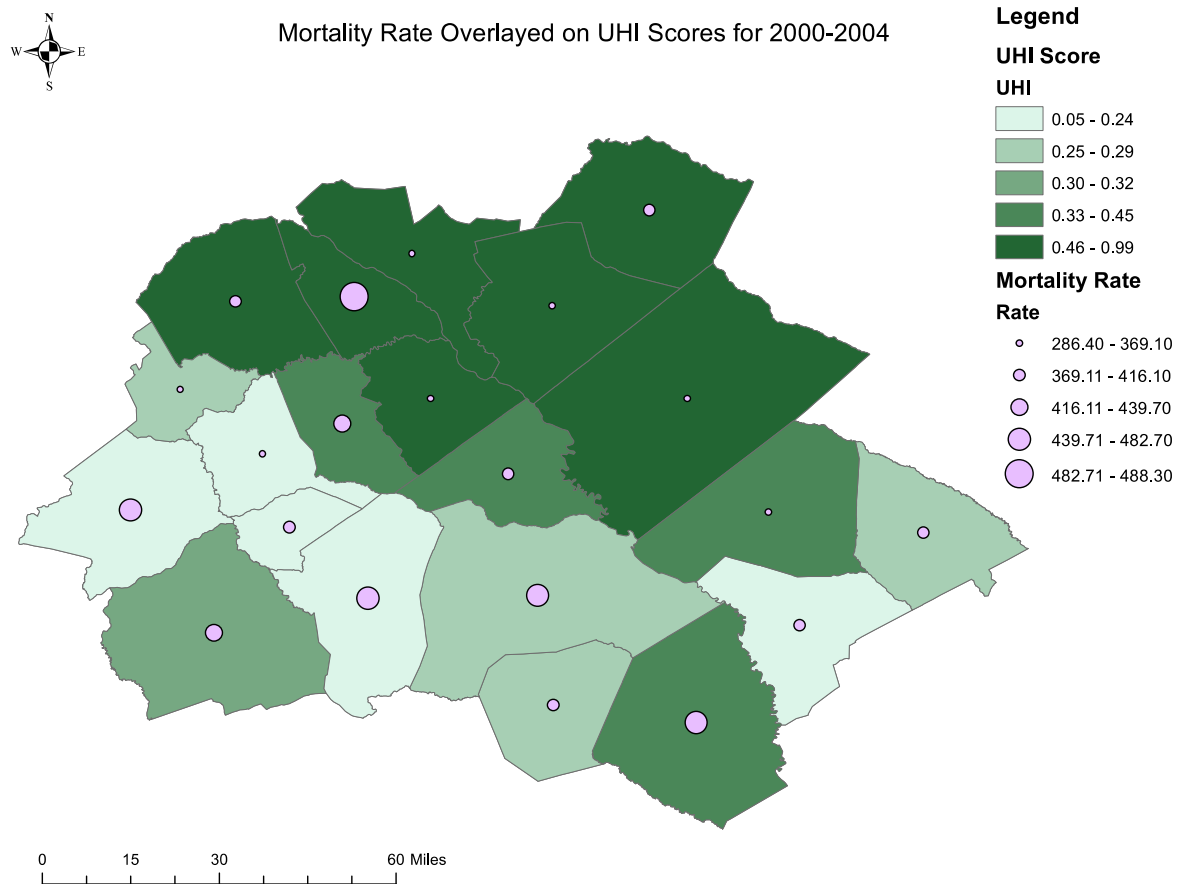 N
W E
S
Mortality Rate Overlayed on UHI Scores for 2000-2004
Legend
UHI Score
UHI
0.05 - 0.24
0.25 - 0.29
0.30 - 0.32
0.33 - 0.45
0.46 - 0.99
Mortality Rate
Rate
286.40 - 369.10
369.11 - 416.10
416.11 - 439.70
439.71 - 482.70
482.71 - 488.30
0 15 30 60 Miles